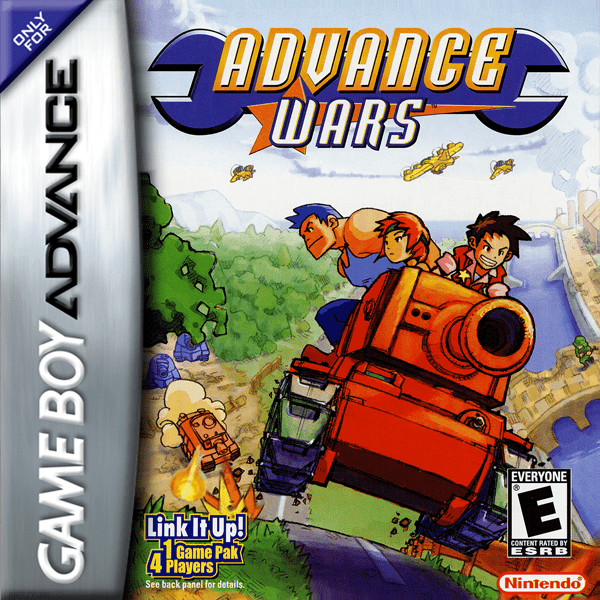 ONLY
FOR
GAME BOY ADVANCE
ADVANCE
WARS™
Link It Up!
1 Game Pak
4 Players
See back panel for details.
EVERYONE
E
®
CONTENT RATED BY
ESRB
Nintendo